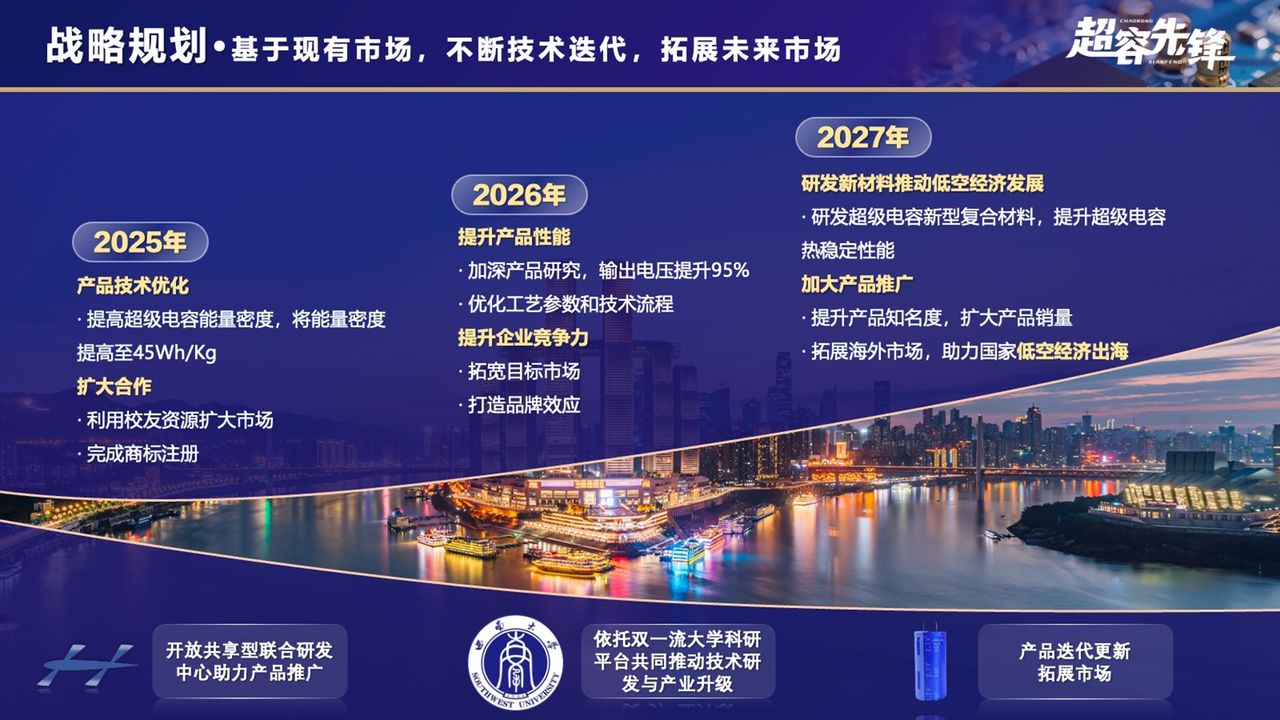 战略规划•基于现有市场，不断技术迭代，拓展未来市场
超容先锋
CHAORONG
XIANFENG
2025年
产品技术优化
· 提高超级电容能量密度，将能量密度
提高至45Wh/Kg
扩大合作
· 利用校友资源扩大市场
· 完成商标注册
2026年
提升产品性能
· 加深产品研究，输出电压提升95%
· 优化工艺参数和技术流程
提升企业竞争力
· 拓宽目标市场
· 打造品牌效应
2027年
研发新材料推动低空经济发展
· 研发超级电容新型复合材料，提升超级电容
热稳定性能
加大产品推广
· 提升产品知名度，扩大产品销量
· 拓展海外市场，助力国家低空经济出海
开放共享型联合研发
中心助力产品推广
西南大学
SOUTHWEST UNIVERSITY
依托双一流大学科研
平台共同推动技术研
发与产业升级
产品迭代更新
拓展市场